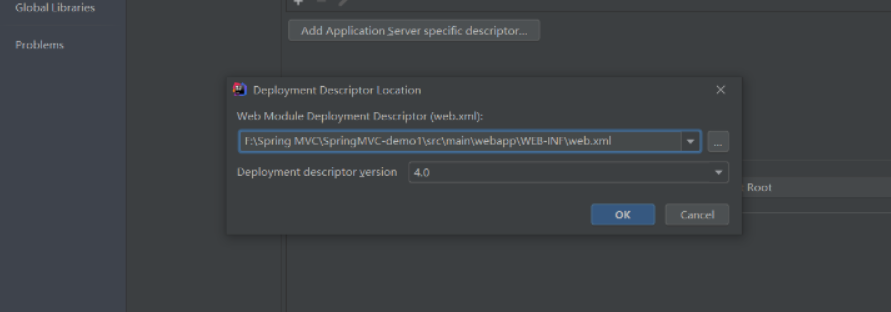 Global Libraries
Add Application Server specific descriptor...
Problems
Deployment Descriptor Location
Web Module Deployment Descriptor (web.xml):
F:\Spring MVC\SpringMVC-demo1\src\main\webapp\WEB-INF\web.xml
...
Deployment descriptor version 4.0
Root
OK Cancel